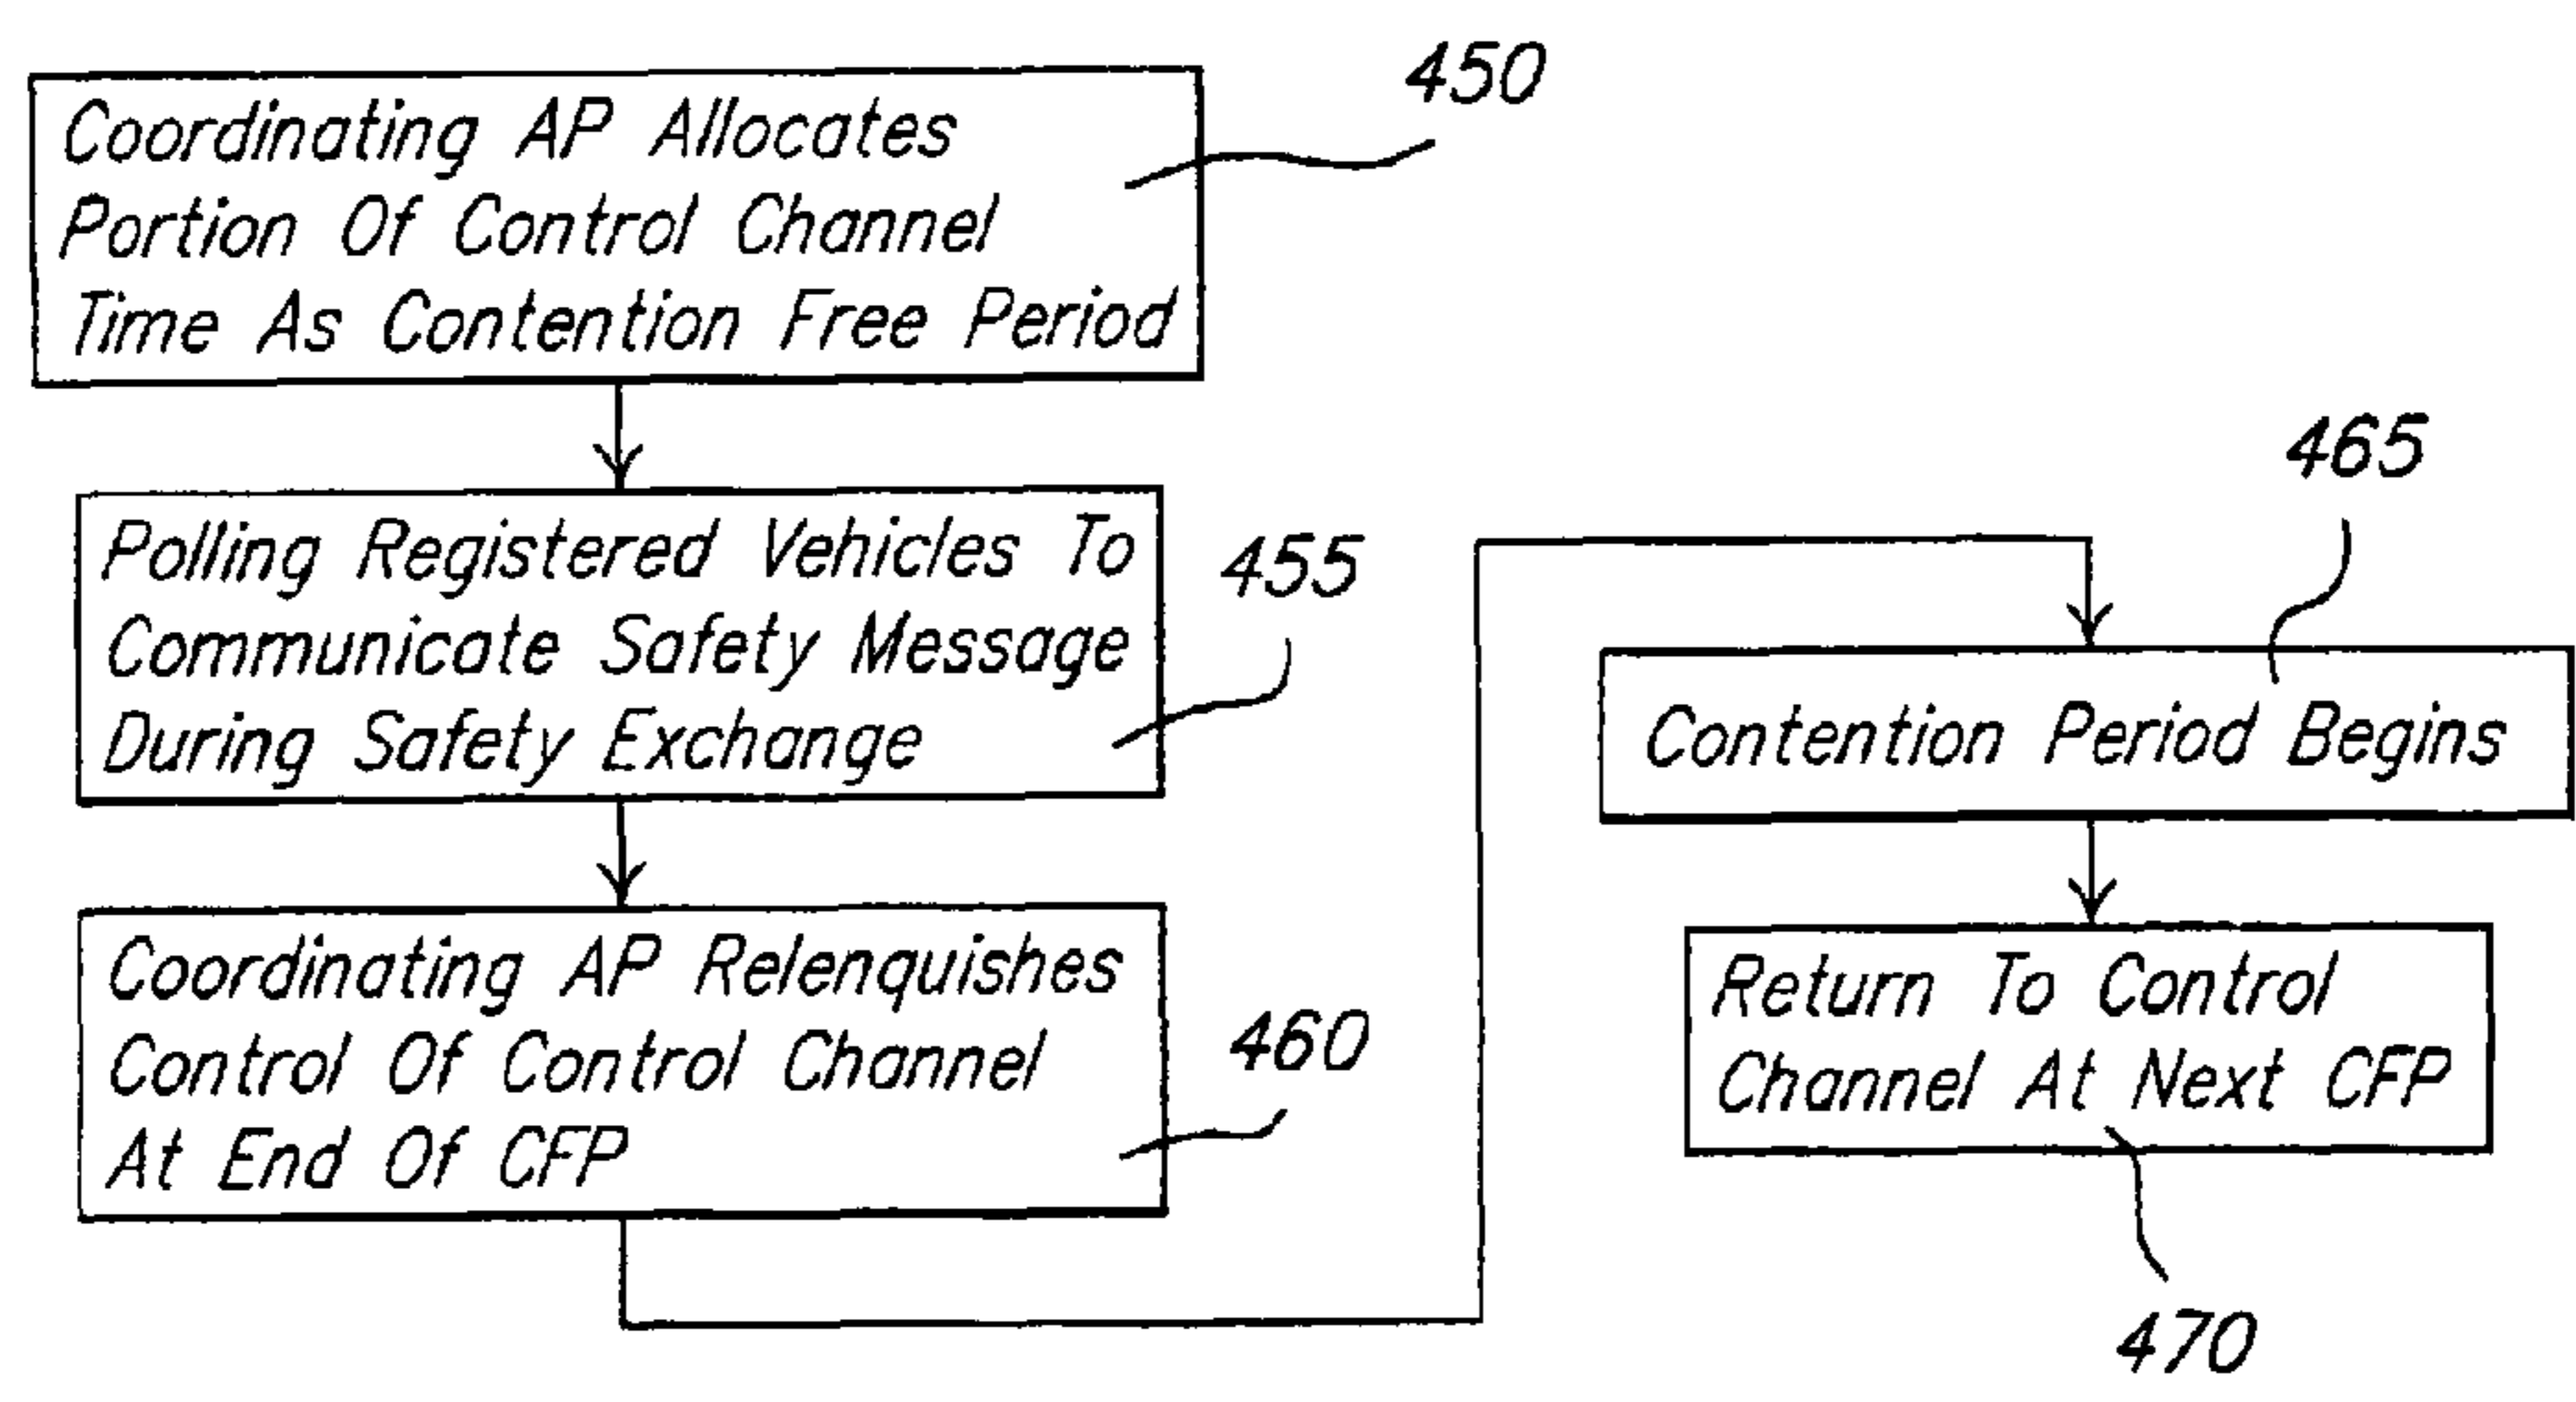 Coordinating AP Allocates
Portion Of Control Channel
Time As Contention Free Period
450
Polling Registered Vehicles To
Communicate Safety Message
During Safety Exchange
455
Coordinating AP Relenquishes
Control Of Control Channel
At End Of CFP
460
465
Contention Period Begins
Return To Control
Channel At Next CFP
470